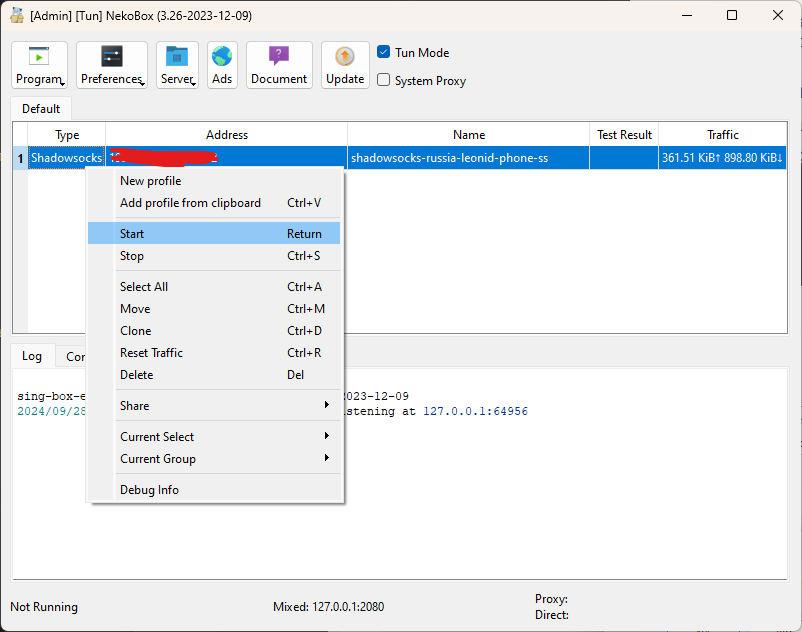 [Admin] [Tun] NekoBox (3.26-2023-12-09)
Program
Preferences
Server
Ads
Document
Update
Tun Mode
System Proxy
Default
Type Address Name Test Result Traffic
1 Shadowsocks shadowsocks-russia-leonid-phone-ss 361.51 KiB↑ 898.80 KiB↓
New profile
Add profile from clipboard Ctrl+V
Start Return
Stop Ctrl+S
Select All Ctrl+A
Move Ctrl+M
Clone Ctrl+D
Reset Traffic Ctrl+R
Delete Del
Share
Current Select
Current Group
Debug Info
Log
sing-box-e 2023-12-09
2024/09/28 stening at 127.0.0.1:64956
Not Running
Mixed: 127.0.0.1:2080
Proxy:
Direct: